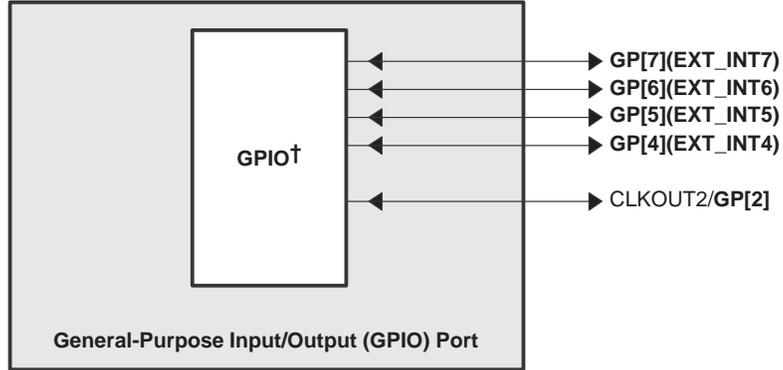 GP[7](EXT_INT7)
GP[6](EXT_INT6)
GP[5](EXT_INT5)
GP[4](EXT_INT4)
GPIO†
CLKOUT2/GP[2]
General-Purpose Input/Output (GPIO) Port